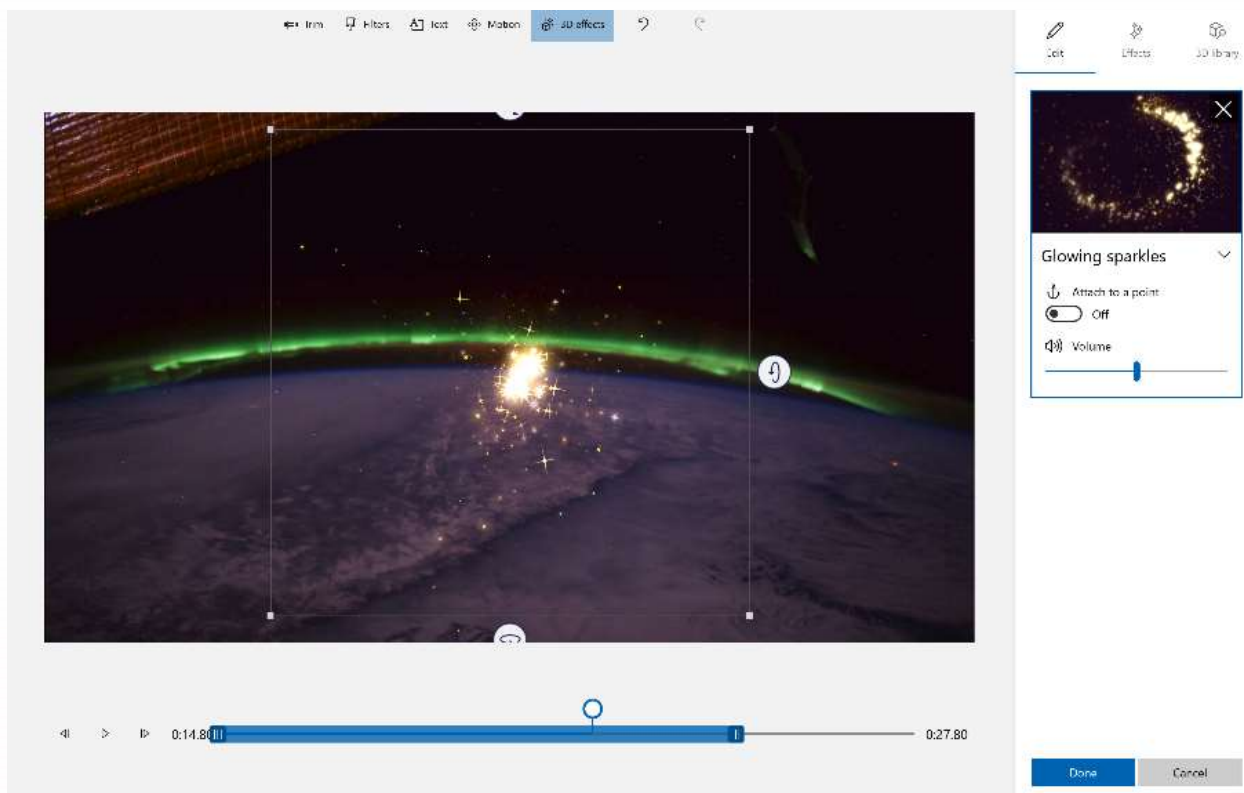 Trim Filters Text Motion 3D effects
Edit Effects 3D library
Glowing sparkles
Attach to a point
Off
Volume
0:14.80 0:27.80
Done Cancel